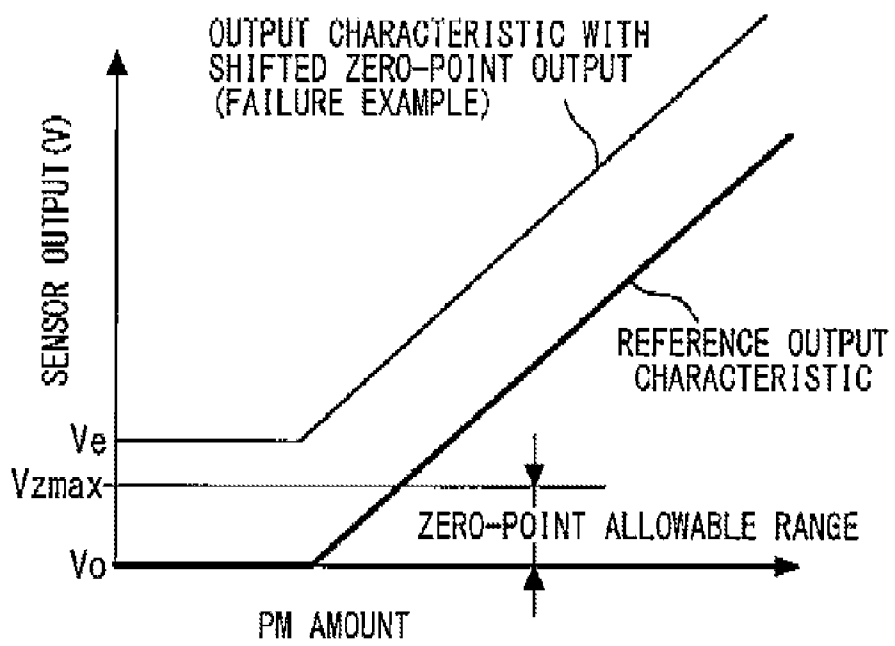 OUTPUT CHARACTERISTIC WITH
SHIFTED ZERO-POINT OUTPUT
(FAILURE EXAMPLE)
SENSOR OUTPUT(V)
REFERENCE OUTPUT
CHARACTERISTIC
Ve
Vzmax
ZERO-POINT ALLOWABLE RANGE
Vo
PM AMOUNT